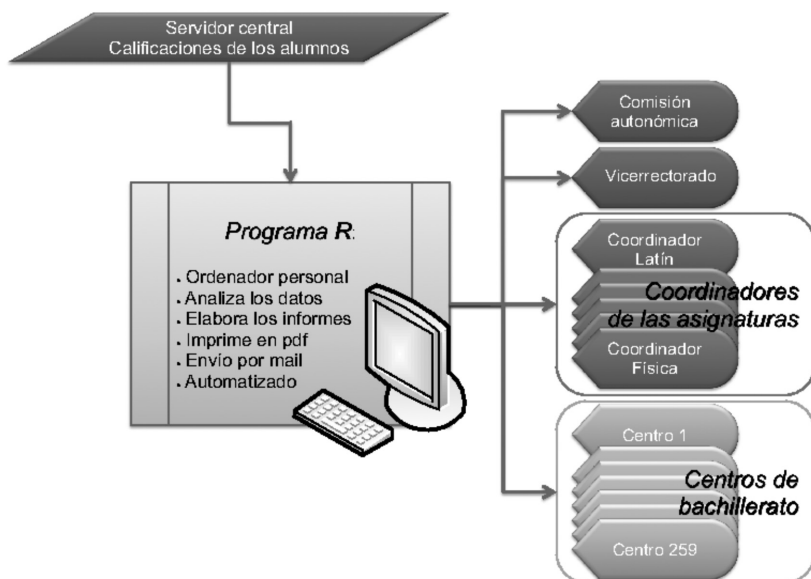 Servidor central
Calificaciones de los alumnos
Programa R:
• Ordenador personal
• Analiza los datos
• Elabora los informes
• Imprime en pdf
• Envío por mail
• Automatizado
Comisión
autonómica
Vicerrectorado
Coordinador
Latín
Coordinadores
de las asignaturas
Coordinador
Física
Centro 1
Centros de
bachillerato
Centro 259